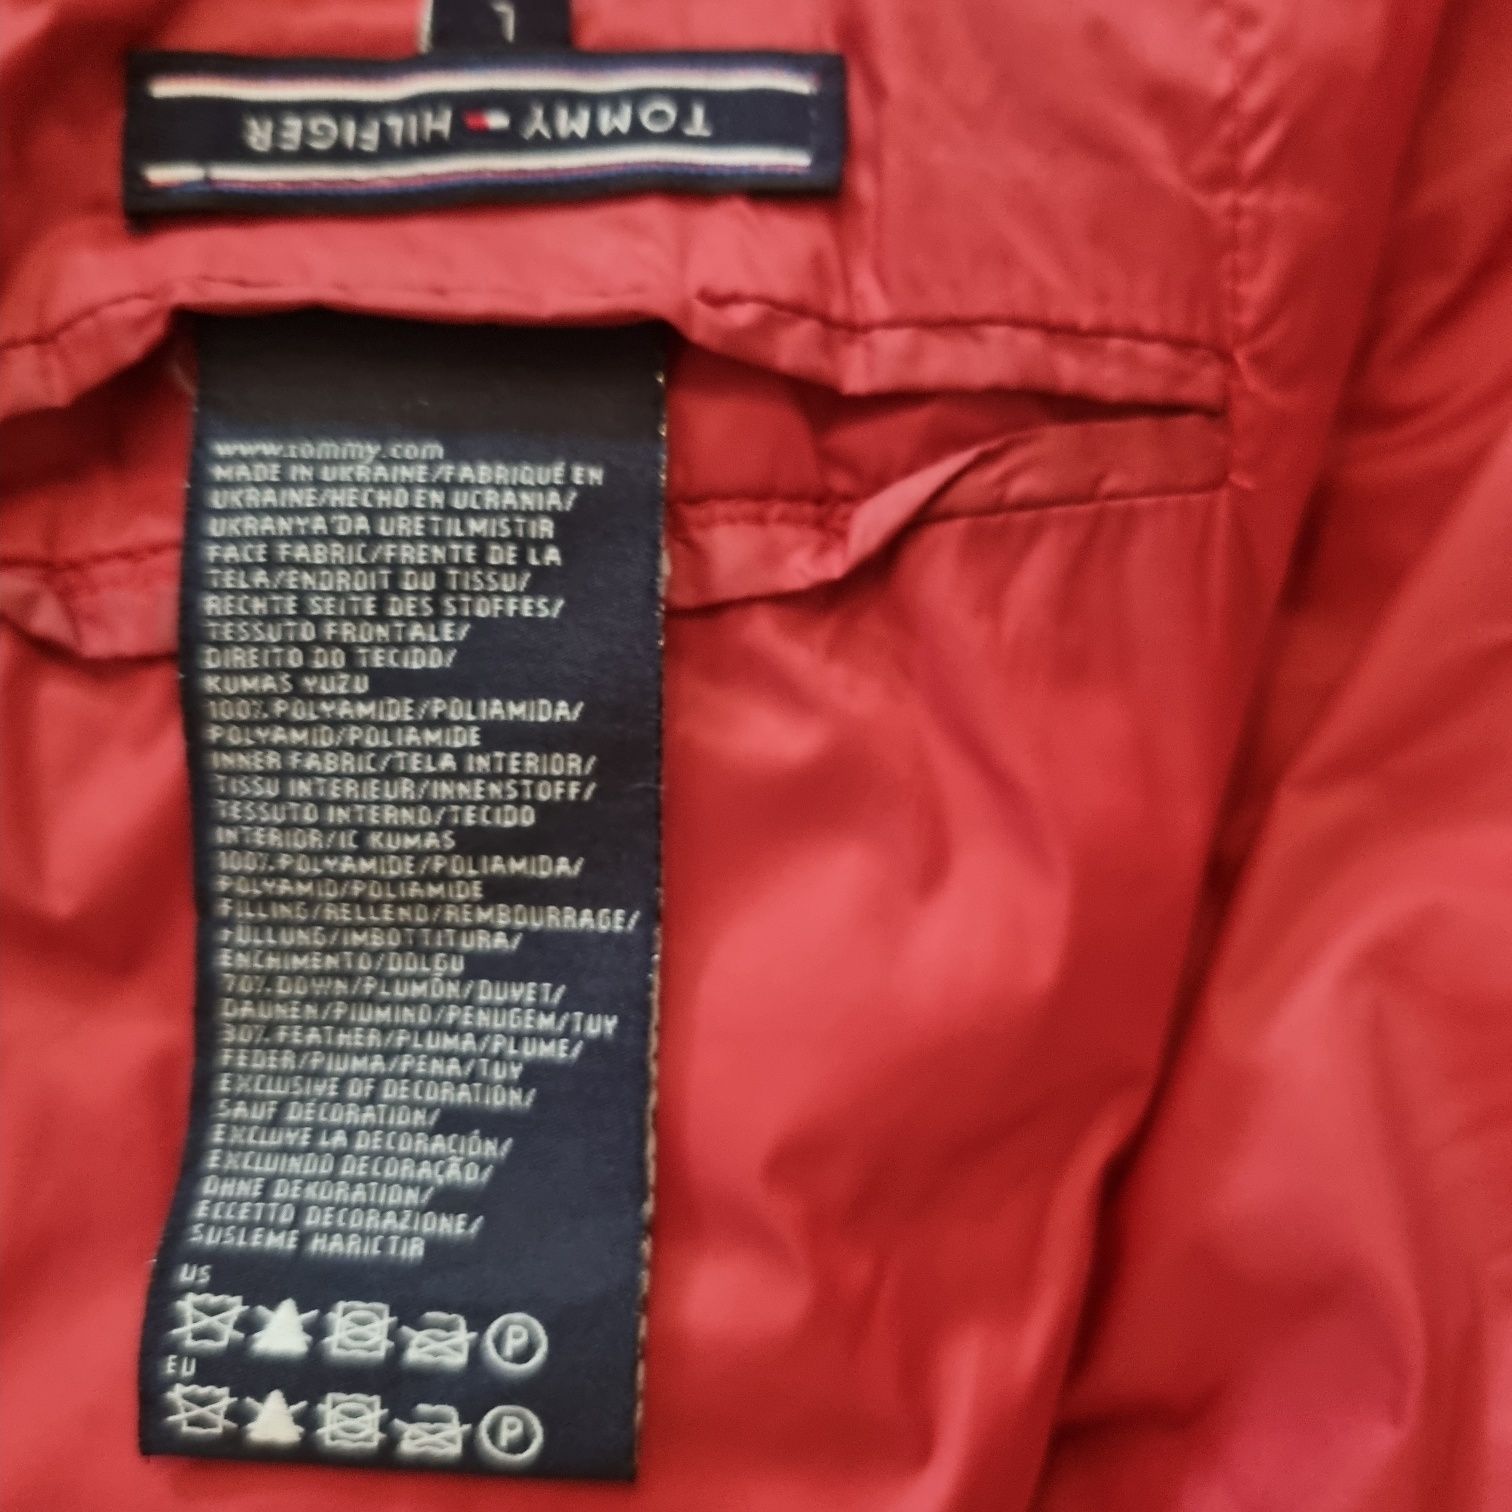 L
TOMMY HILFIGER
www.tommy.com
MADE IN UKRAINE/FABRIQUÉ EN
UKRAINE/HECHO EN UCRANIA/
UKRANYA'DA URETILMISTIR
FACE FABRIC/FRENTE DE LA
TELA/ENDROIT DU TISSU/
RECHTE SEITE DES STOFFES/
TESSUTO FRONTALE/
DIREITO DO TECIDO/
KUMAS YUZU
100% POLYAMIDE/POLIAMIDA/
POLYAMID/POLIAMIDE
INNER FABRIC/TELA INTERIOR/
TISSU INTERIEUR/INNENSTOFF/
TESSUTO INTERNO/TECIDO
INTERIOR/IC KUMAS
100% POLYAMIDE/POLIAMIDA/
POLYAMID/POLIAMIDE
FILLING/RELLENO/REMBOURRAGE/
FÜLLUNG/IMBOTTITURA/
ENCHIMENTO/DOLGU
70% DOWN/PLUMÓN/DUVET/
DAUNEN/PIUMINO/PENUGEM/TUY
30% FEATHER/PLUMA/PLUME/
FEDER/PIUMA/PENA/TUY
EXCLUSIVE OF DECORATION/
SAUF DÉCORATION/
EXCLUYE LA DECORACIÓN/
EXCLUINDO DECORAÇÃO/
OHNE DEKORATION/
ECCETTO DECORAZIONE/
SUSLEME HARICTIR
US
P
EU
P